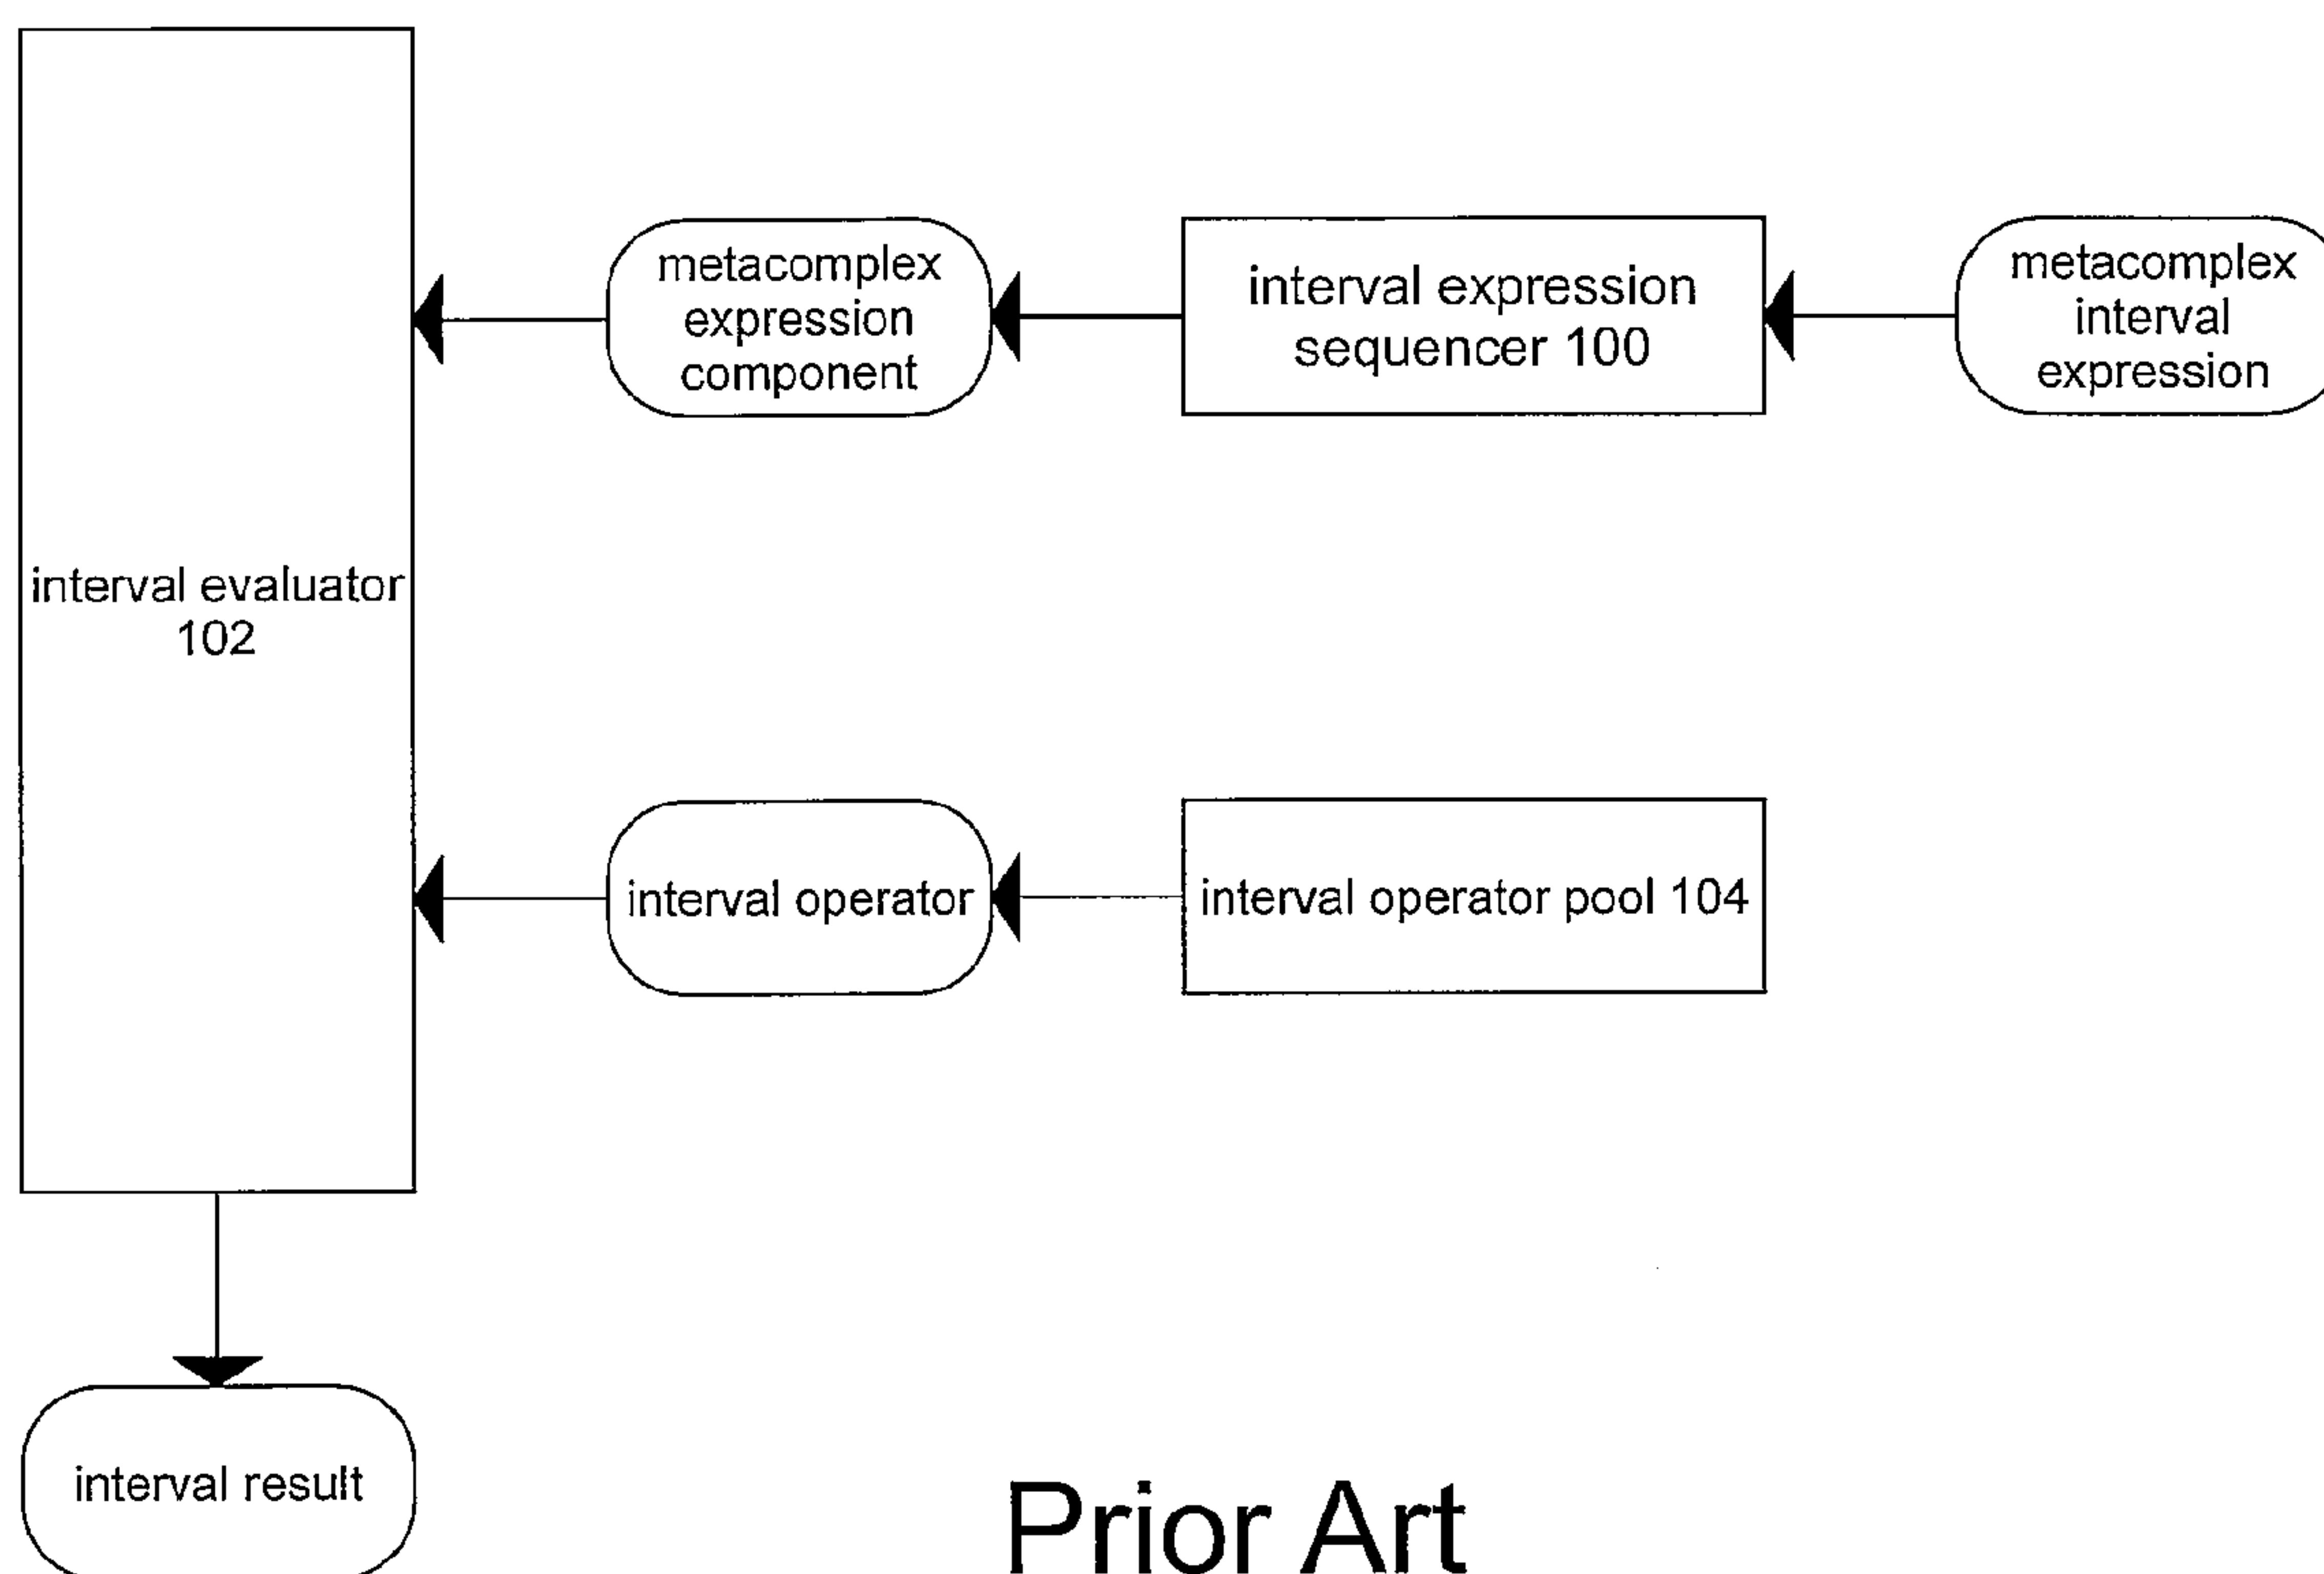 metacomplex
expression
component
interval expression
sequencer 100
metacomplex
interval
expression
interval evaluator
102
interval operator
interval operator pool 104
interval result
Prior Art